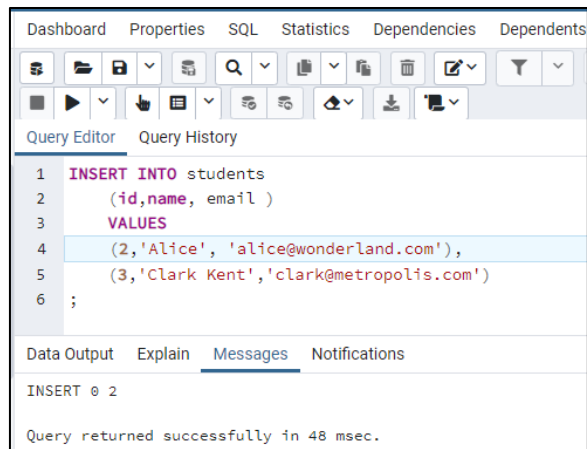 Dashboard Properties SQL Statistics Dependencies Dependents
Query Editor Query History
1 INSERT INTO students
2 (id,name, email )
3 VALUES
4 (2,'Alice', 'alice@wonderland.com'),
5 (3,'Clark Kent','clark@metropolis.com')
6 ;
Data Output Explain Messages Notifications
INSERT 0 2
Query returned successfully in 48 msec.